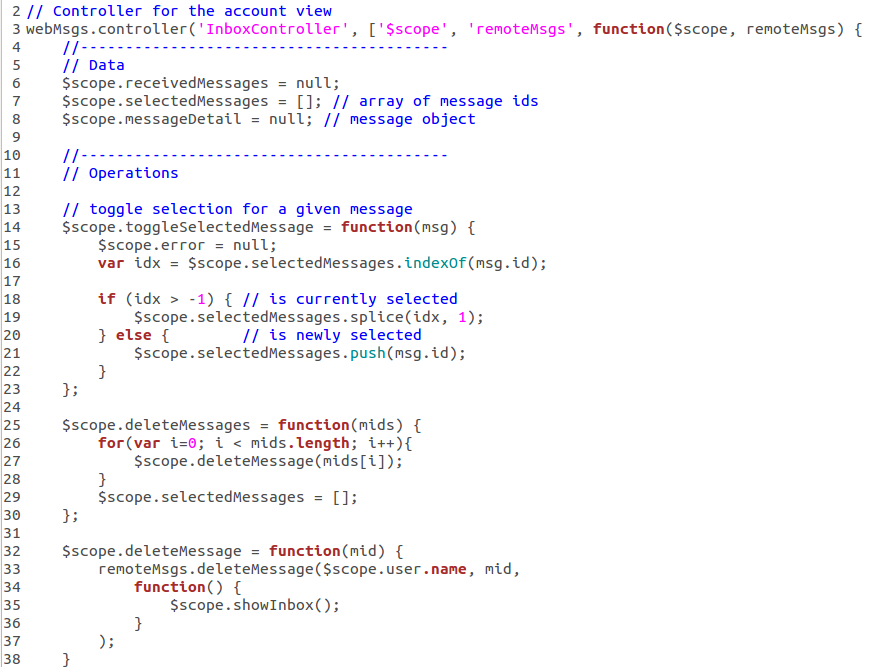 2 // Controller for the account view
3 webMsgs.controller('InboxController', ['$scope', 'remoteMsgs', function($scope, remoteMsgs) {
4     //-----------------------------------------
5     // Data
6     $scope.receivedMessages = null;
7     $scope.selectedMessages = []; // array of message ids
8     $scope.messageDetail = null; // message object
9
10     //-----------------------------------------
11     // Operations
12
13     // toggle selection for a given message
14     $scope.toggleSelectedMessage = function(msg) {
15         $scope.error = null;
16         var idx = $scope.selectedMessages.indexOf(msg.id);
17
18         if (idx > -1) { // is currently selected
19             $scope.selectedMessages.splice(idx, 1);
20         } else {        // is newly selected
21             $scope.selectedMessages.push(msg.id);
22         }
23     };
24
25     $scope.deleteMessages = function(mids) {
26         for(var i=0; i < mids.length; i++){
27             $scope.deleteMessage(mids[i]);
28         }
29         $scope.selectedMessages = [];
30     };
31
32     $scope.deleteMessage = function(mid) {
33         remoteMsgs.deleteMessage($scope.user.name, mid,
34             function() {
35                 $scope.showInbox();
36             }
37         );
38     }